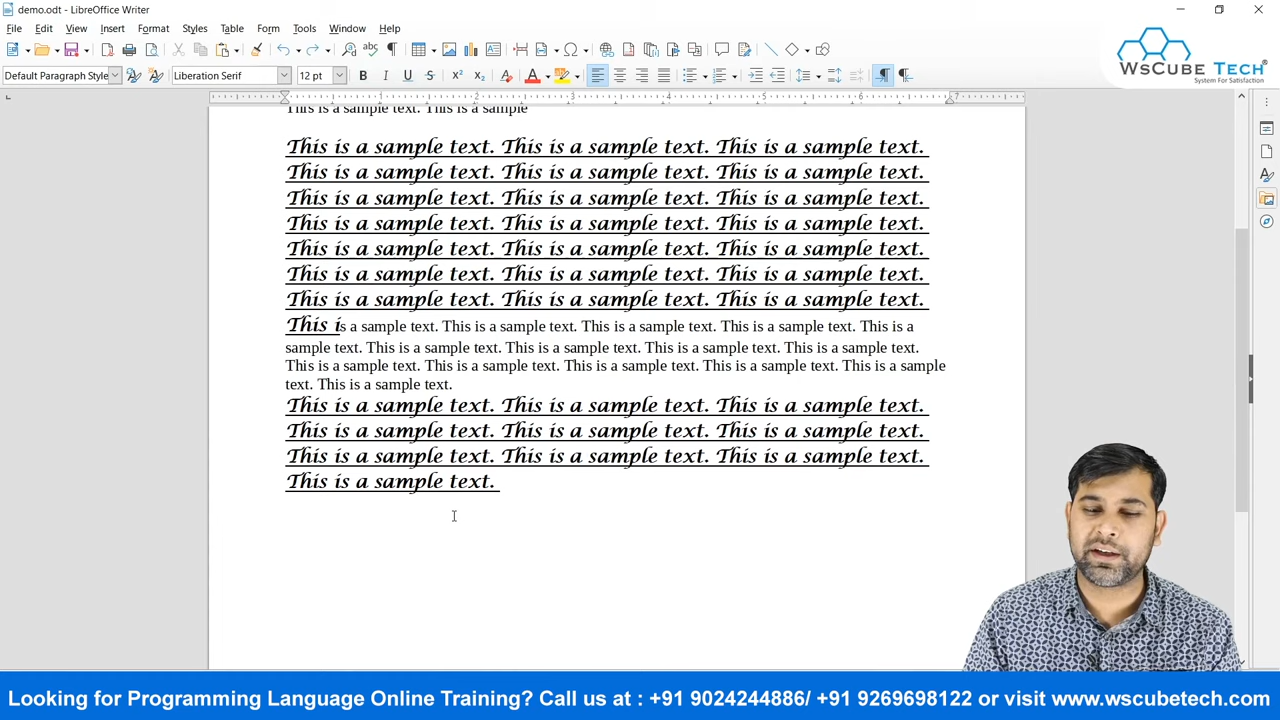 demo.odt - LibreOffice Writer
File Edit View Insert Format Styles Table Form Tools Window Help
Default Paragraph Style Liberation Serif 12 pt
WsCube Tech®
System For Satisfaction
1 2 3 4 5 6 7
This is a sample text. This is a sample
This is a sample text. This is a sample text. This is a sample text.
This is a sample text. This is a sample text. This is a sample text.
This is a sample text. This is a sample text. This is a sample text.
This is a sample text. This is a sample text. This is a sample text.
This is a sample text. This is a sample text. This is a sample text.
This is a sample text. This is a sample text. This is a sample text.
This is a sample text. This is a sample text. This is a sample text.
This is a sample text. This is a sample text. This is a sample text. This is a sample text. This is a
sample text. This is a sample text. This is a sample text. This is a sample text. This is a sample text.
This is a sample text. This is a sample text. This is a sample text. This is a sample text. This is a sample
text. This is a sample text.
This is a sample text. This is a sample text. This is a sample text.
This is a sample text. This is a sample text. This is a sample text.
This is a sample text. This is a sample text. This is a sample text.
This is a sample text.
Looking for Programming Language Online Training? Call us at : +91 9024244886/ +91 9269698122 or visit www.wscubetech.com